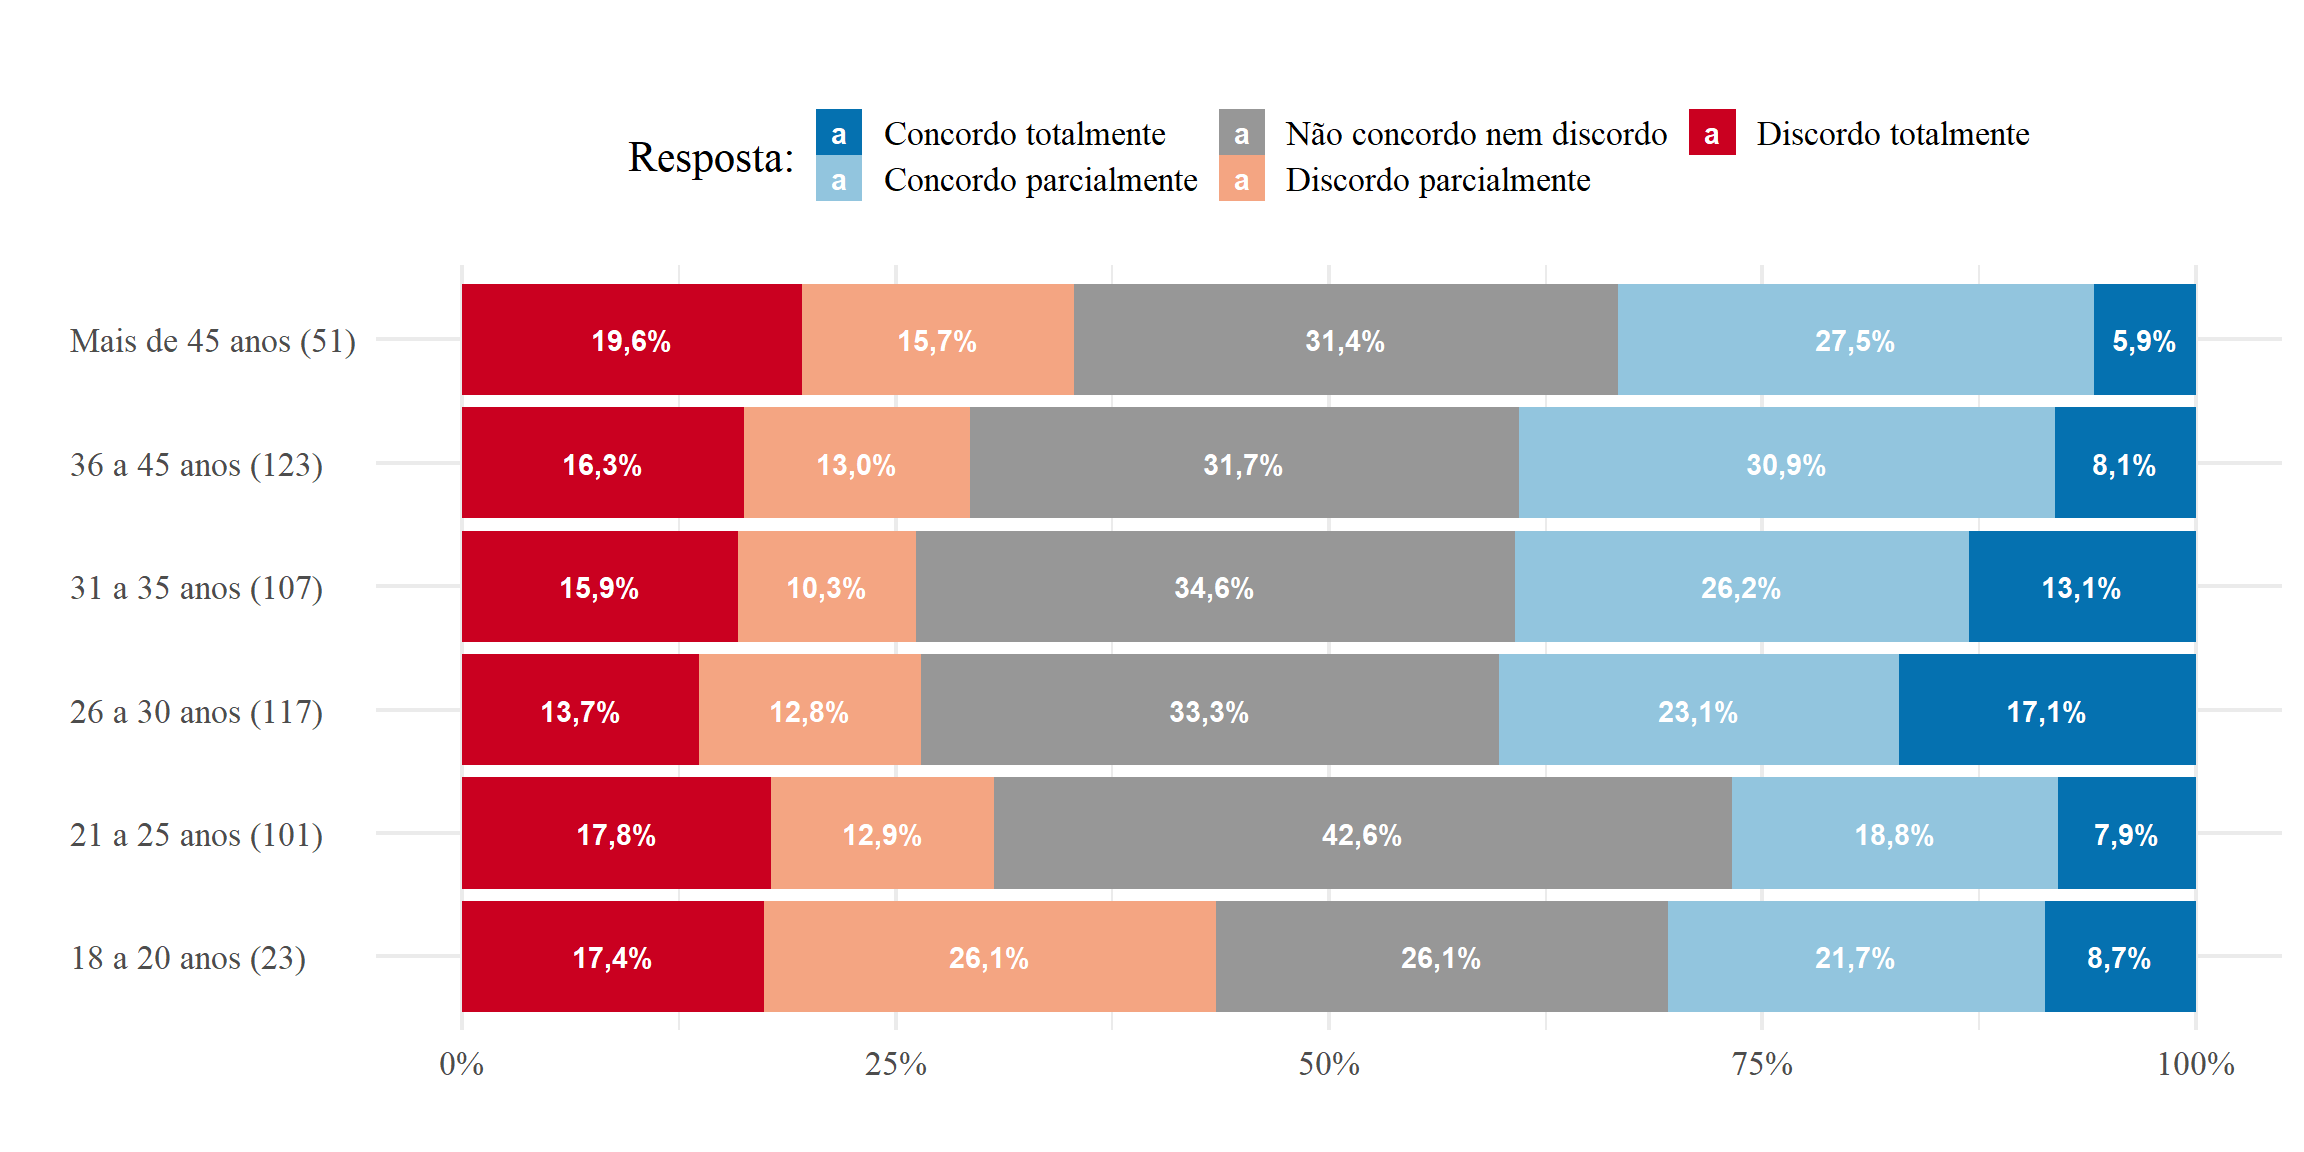 Resposta:
a Concordo totalmente
a Concordo parcialmente
a Não concordo nem discordo
a Discordo parcialmente
a Discordo totalmente
Mais de 45 anos (51) 19,6% 15,7% 31,4% 27,5% 5,9%
36 a 45 anos (123) 16,3% 13,0% 31,7% 30,9% 8,1%
31 a 35 anos (107) 15,9% 10,3% 34,6% 26,2% 13,1%
26 a 30 anos (117) 13,7% 12,8% 33,3% 23,1% 17,1%
21 a 25 anos (101) 17,8% 12,9% 42,6% 18,8% 7,9%
18 a 20 anos (23) 17,4% 26,1% 26,1% 21,7% 8,7%
0% 25% 50% 75% 100%